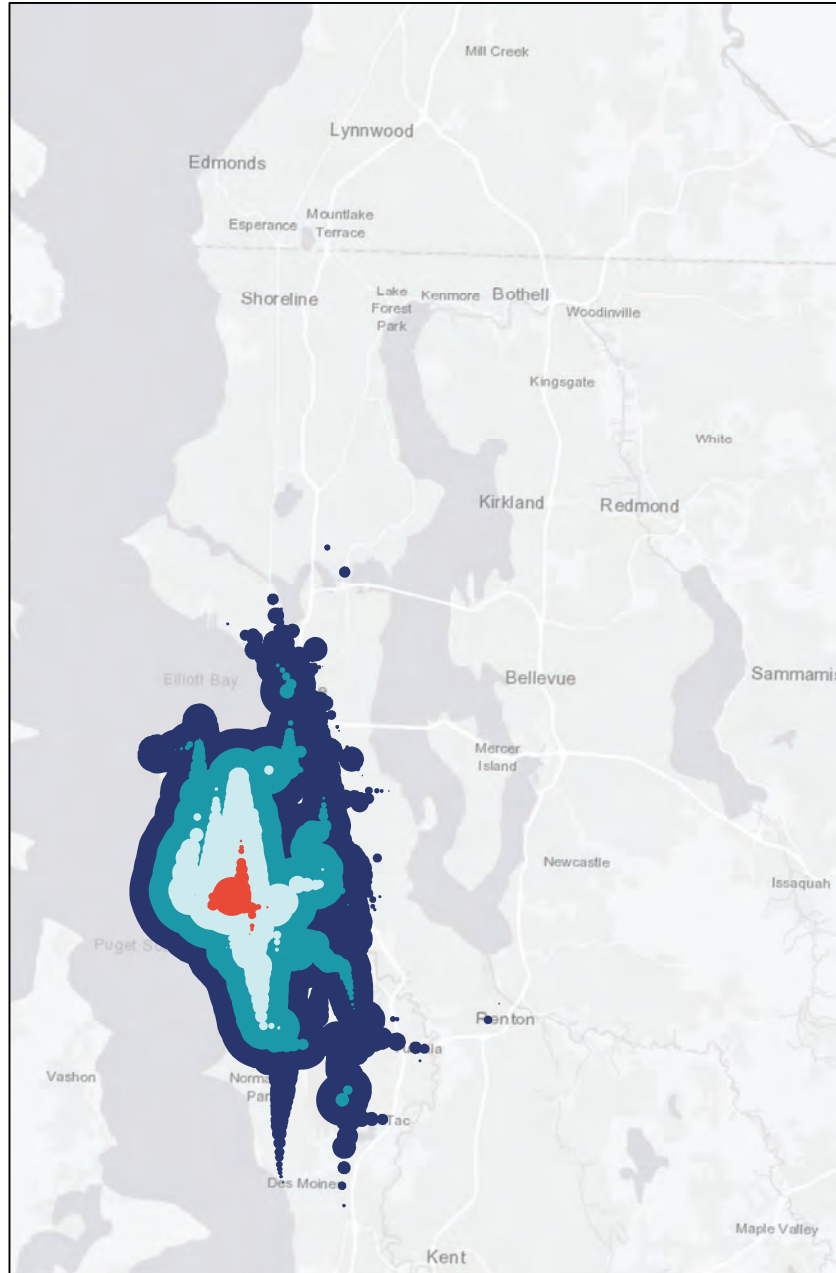 Mill Creek
Lynnwood
Edmonds
Mountlake
Terrace
Esperance
Lake
Forest
Park
Kenmore
Bothell
Shoreline
Woodinville
Kingsgate
White
Kirkland
Redmond
Elliott Bay
Bellevue
Sammamis
Mercer
Island
Newcastle
Issaquah
Puget S
Renton
Vashon
Norma
Par
Tac
Des Moine
Maple Valley
Kent